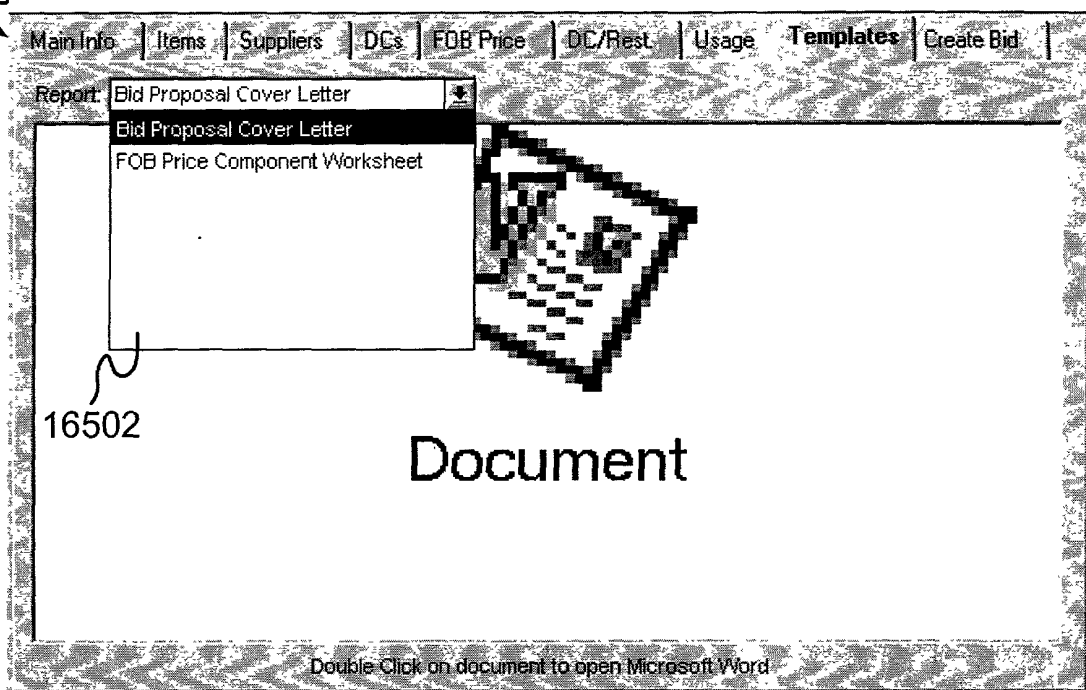 Main Info Items Suppliers DCs FOB Price DC/Rest. Usage Templates Create Bid
Report: Bid Proposal Cover Letter
Bid Proposal Cover Letter
FOB Price Component Worksheet
16502
Document
Double Click on document to open Microsoft Word